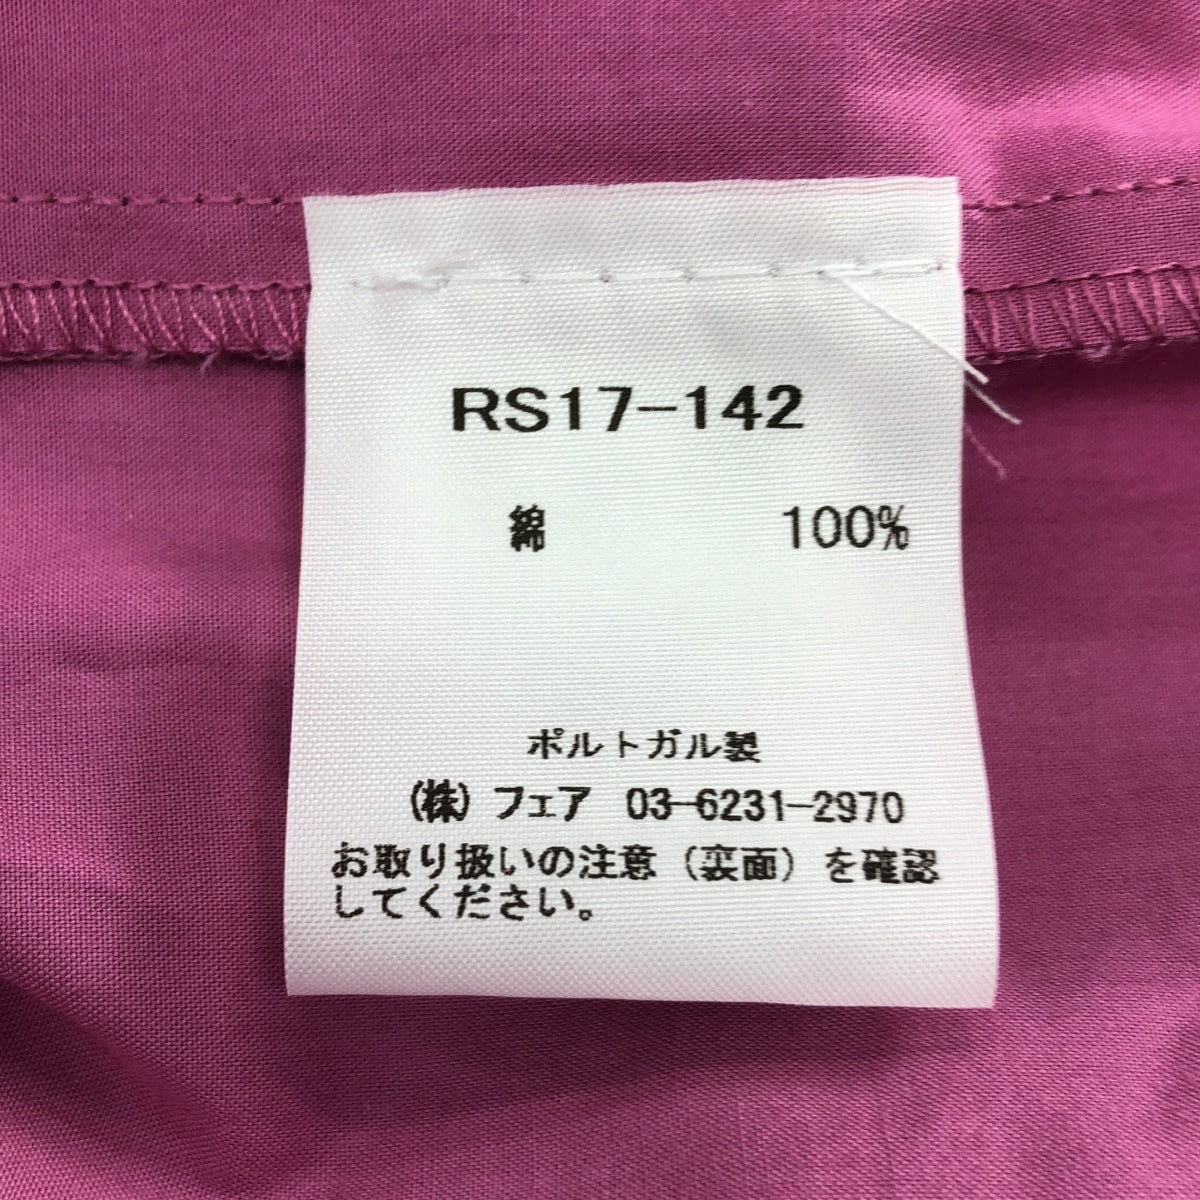 RS17-142
綿 100%
ポルトガル製
(株)フェア 03-6231-2970
お取り扱いの注意(裏面)を確認
してください。